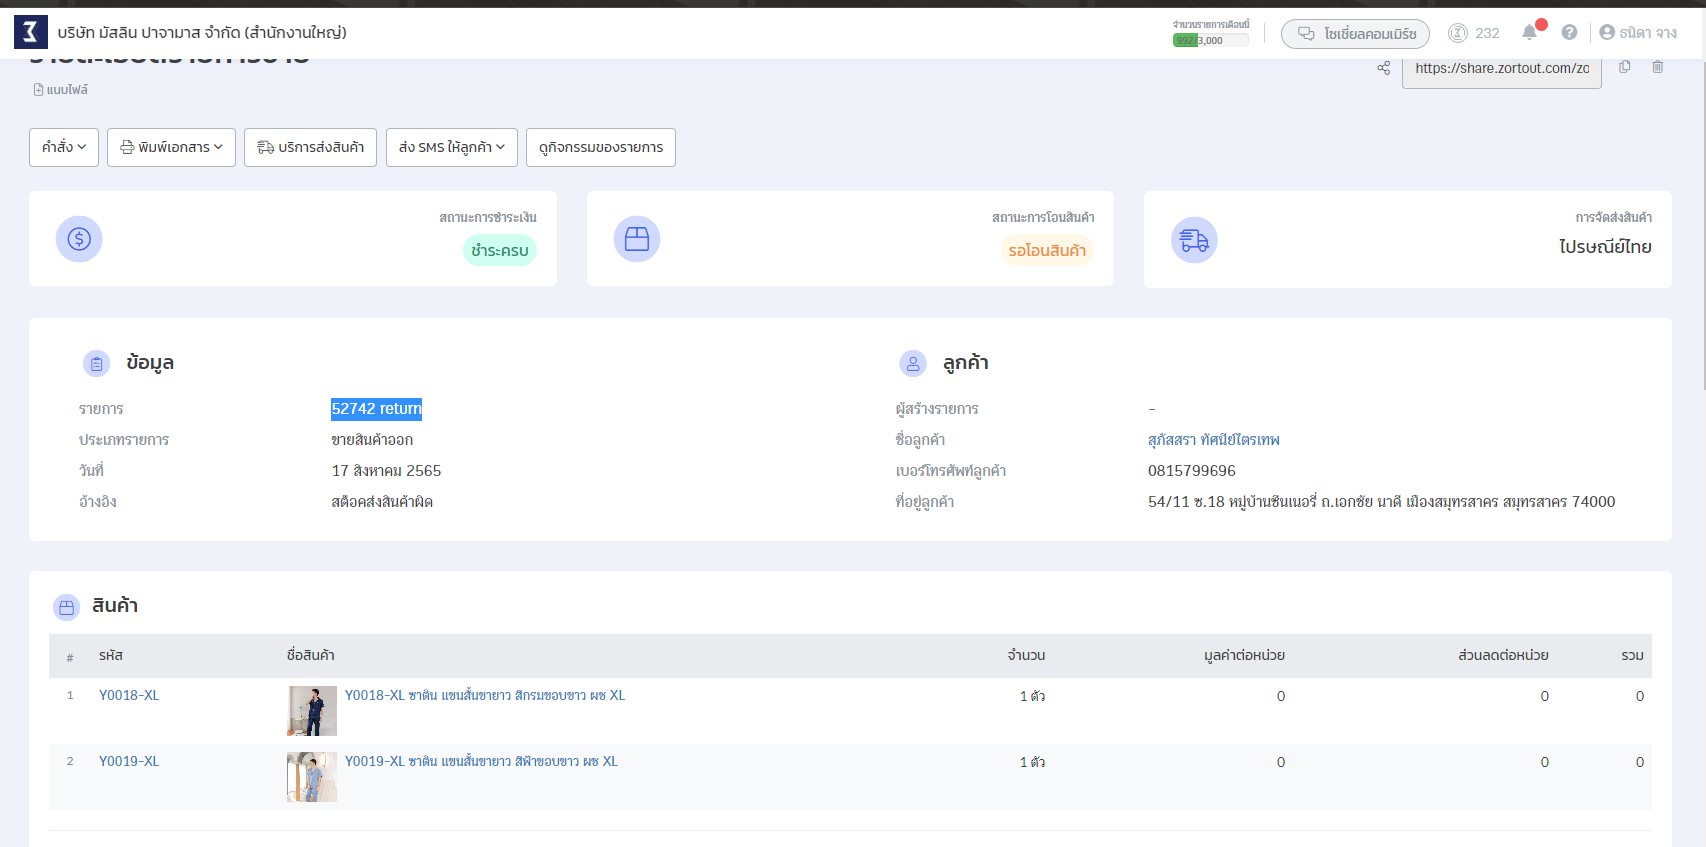 บริษัท มัสลิน ปาจามาส จำกัด (สำนักงานใหญ่)
จำนวนรายการเดือนนี้
992/3,000
โซเชี่ยลคอมเมิร์ซ
232
ธนิดา จาง
https://share.zortout.com/zo
แนบไฟล์
คำสั่ง
พิมพ์เอกสาร
บริการส่งสินค้า
ส่ง SMS ให้ลูกค้า
ดูกิจกรรมของรายการ
สถานะการชำระเงิน
ชำระครบ
สถานะการโอนสินค้า
รอโอนสินค้า
การจัดส่งสินค้า
ไปรษณีย์ไทย
ข้อมูล
รายการ 52742 return
ประเภทรายการ ขายสินค้าออก
วันที่ 17 สิงหาคม 2565
อ้างอิง สต็อคส่งสินค้าผิด
ลูกค้า
ผู้สร้างรายการ -
ชื่อลูกค้า สุภัสสรา ทัศนีย์ไตรเทพ
เบอร์โทรศัพท์ลูกค้า 0815799696
ที่อยู่ลูกค้า 54/11 ซ.18 หมู่บ้านซินเนอรี่ ถ.เอกชัย นาดี เมืองสมุทรสาคร สมุทรสาคร 74000
สินค้า
# รหัส ชื่อสินค้า จำนวน มูลค่าต่อหน่วย ส่วนลดต่อหน่วย รวม
1 Y0018-XL Y0018-XL ซาติน แขนสั้นขายาว สีกรมขอบขาว ผช XL 1 ตัว 0 0 0
2 Y0019-XL Y0019-XL ซาติน แขนสั้นขายาว สีฟ้าขอบขาว ผช XL 1 ตัว 0 0 0